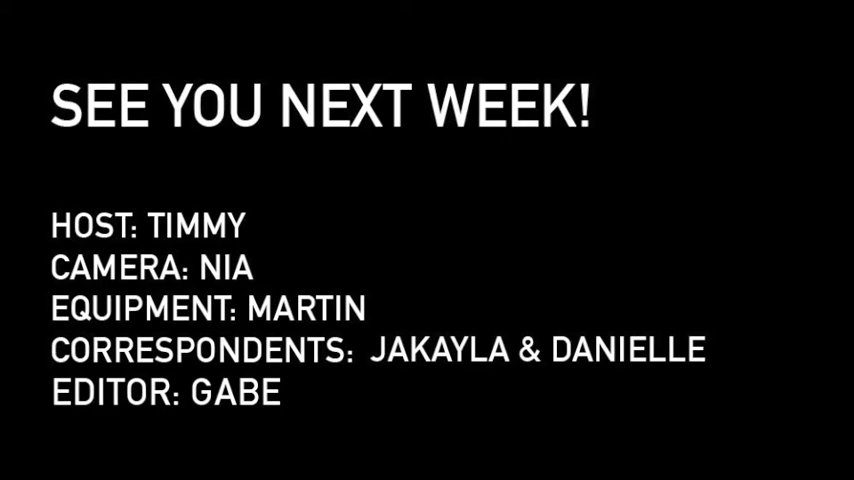 SEE YOU NEXT WEEK!
HOST: TIMMY
CAMERA: NIA
EQUIPMENT: MARTIN
CORRESPONDENTS: JAKAYLA & DANIELLE
EDITOR: GABE